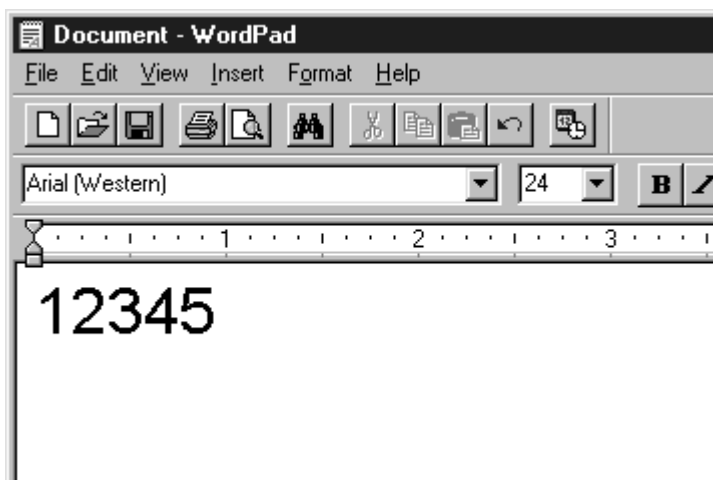 Document - WordPad
File Edit View Insert Format Help
Arial (Western) 24 B I
1 2 3
12345